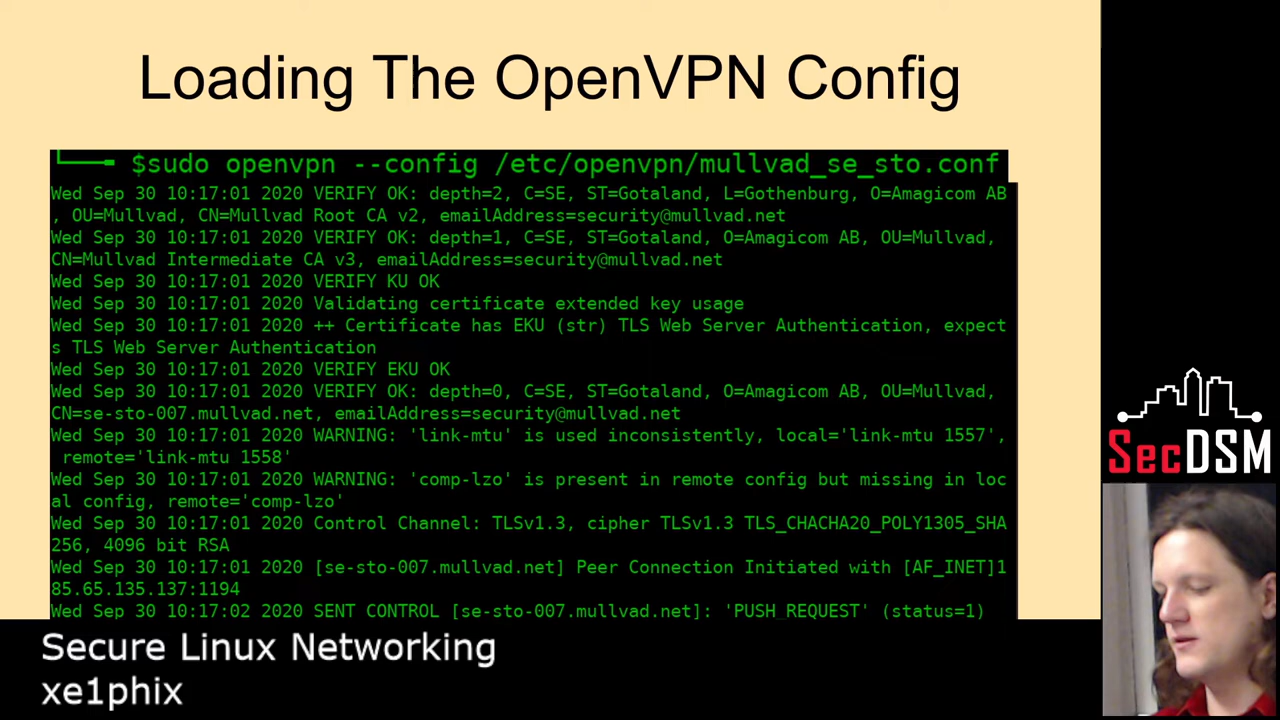 Loading The OpenVPN Config
$sudo openvpn --config /etc/openvpn/mullvad_se_sto.conf
Wed Sep 30 10:17:01 2020 VERIFY OK: depth=2, C=SE, ST=Gotaland, L=Gothenburg, O=Amagicom AB
, OU=Mullvad, CN=Mullvad Root CA v2, emailAddress=security@mullvad.net
Wed Sep 30 10:17:01 2020 VERIFY OK: depth=1, C=SE, ST=Gotaland, O=Amagicom AB, OU=Mullvad,
CN=Mullvad Intermediate CA v3, emailAddress=security@mullvad.net
Wed Sep 30 10:17:01 2020 VERIFY KU OK
Wed Sep 30 10:17:01 2020 Validating certificate extended key usage
Wed Sep 30 10:17:01 2020 ++ Certificate has EKU (str) TLS Web Server Authentication, expect
s TLS Web Server Authentication
Wed Sep 30 10:17:01 2020 VERIFY EKU OK
Wed Sep 30 10:17:01 2020 VERIFY OK: depth=0, C=SE, ST=Gotaland, O=Amagicom AB, OU=Mullvad,
CN=se-sto-007.mullvad.net, emailAddress=security@mullvad.net
Wed Sep 30 10:17:01 2020 WARNING: 'link-mtu' is used inconsistently, local='link-mtu 1557',
remote='link-mtu 1558'
Wed Sep 30 10:17:01 2020 WARNING: 'comp-lzo' is present in remote config but missing in loc
al config, remote='comp-lzo'
Wed Sep 30 10:17:01 2020 Control Channel: TLSv1.3, cipher TLSv1.3 TLS_CHACHA20_POLY1305_SHA
256, 4096 bit RSA
Wed Sep 30 10:17:01 2020 [se-sto-007.mullvad.net] Peer Connection Initiated with [AF_INET]1
85.65.135.137:1194
Wed Sep 30 10:17:02 2020 SENT CONTROL [se-sto-007.mullvad.net]: 'PUSH_REQUEST' (status=1)
SecDSM
Secure Linux Networking
xe1phix